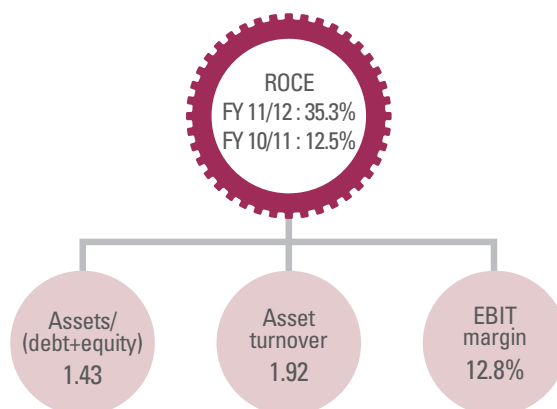 ROCE
FY 11/12 : 35.3%
FY 10/11 : 12.5%
Assets/
(debt+equity)
1.43
Asset
turnover
1.92
EBIT
margin
12.8%